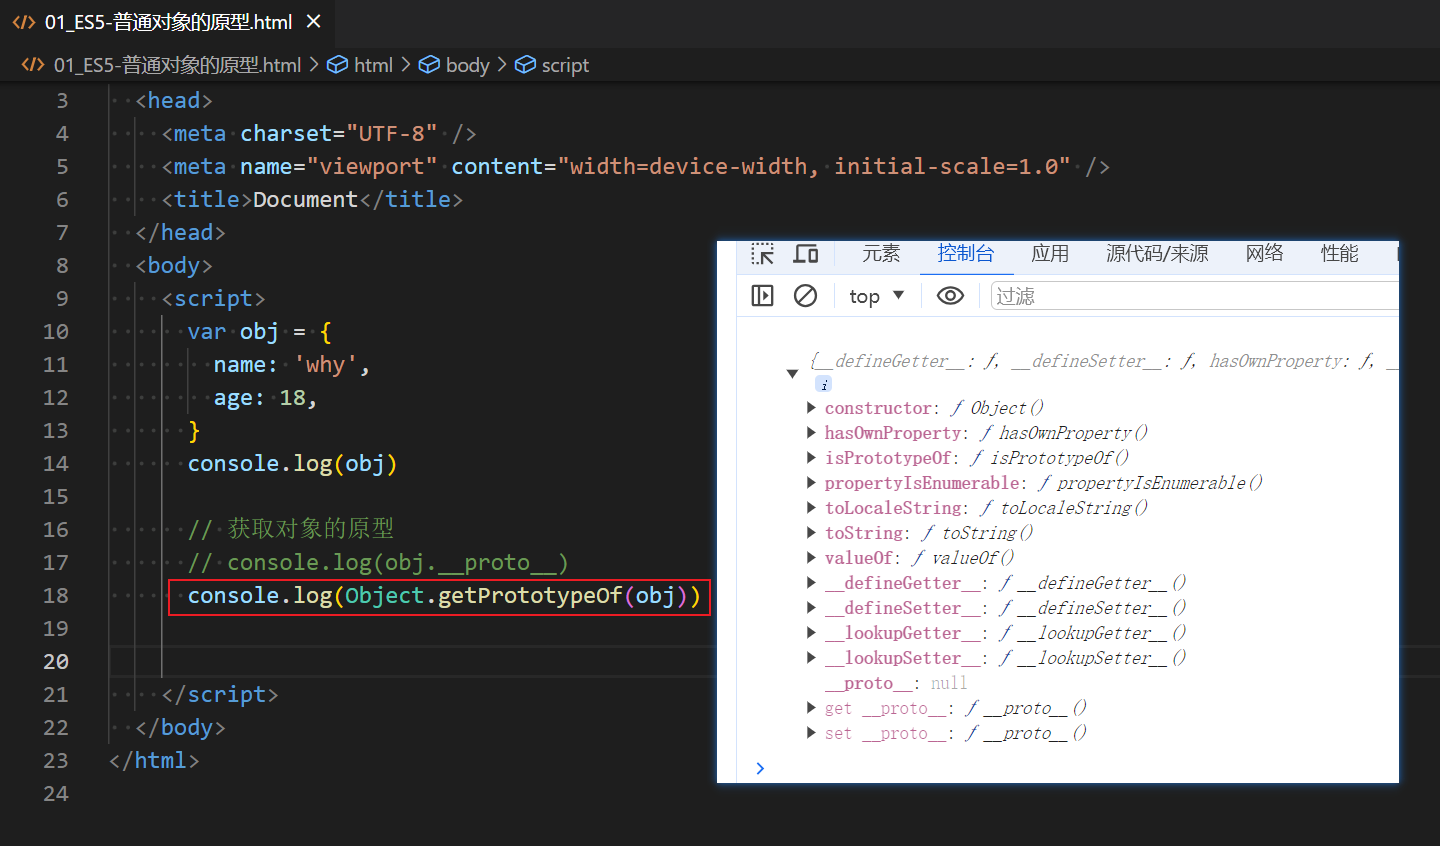 01_ES5-普通对象的原型.html
01_ES5-普通对象的原型.html > html > body > script
3 <head>
4 <meta charset="UTF-8" />
5 <meta name="viewport" content="width=device-width, initial-scale=1.0" />
6 <title>Document</title>
7 </head>
8 <body>
9 <script>
10 var obj = {
11 name: 'why',
12 age: 18,
13 }
14 console.log(obj)
15
16 // 获取对象的原型
17 // console.log(obj.__proto__)
18 console.log(Object.getPrototypeOf(obj))
19
20
21 </script>
22 </body>
23 </html>
24
元素 控制台 应用 源代码/来源 网络 性能
top 过滤
{__defineGetter__: ƒ, __defineSetter__: ƒ, hasOwnProperty: ƒ, __
i
constructor: ƒ Object()
hasOwnProperty: ƒ hasOwnProperty()
isPrototypeOf: ƒ isPrototypeOf()
propertyIsEnumerable: ƒ propertyIsEnumerable()
toLocaleString: ƒ toLocaleString()
toString: ƒ toString()
valueOf: ƒ valueOf()
__defineGetter__: ƒ __defineGetter__()
__defineSetter__: ƒ __defineSetter__()
__lookupGetter__: ƒ __lookupGetter__()
__lookupSetter__: ƒ __lookupSetter__()
__proto__: null
get __proto__: ƒ __proto__()
set __proto__: ƒ __proto__()
>